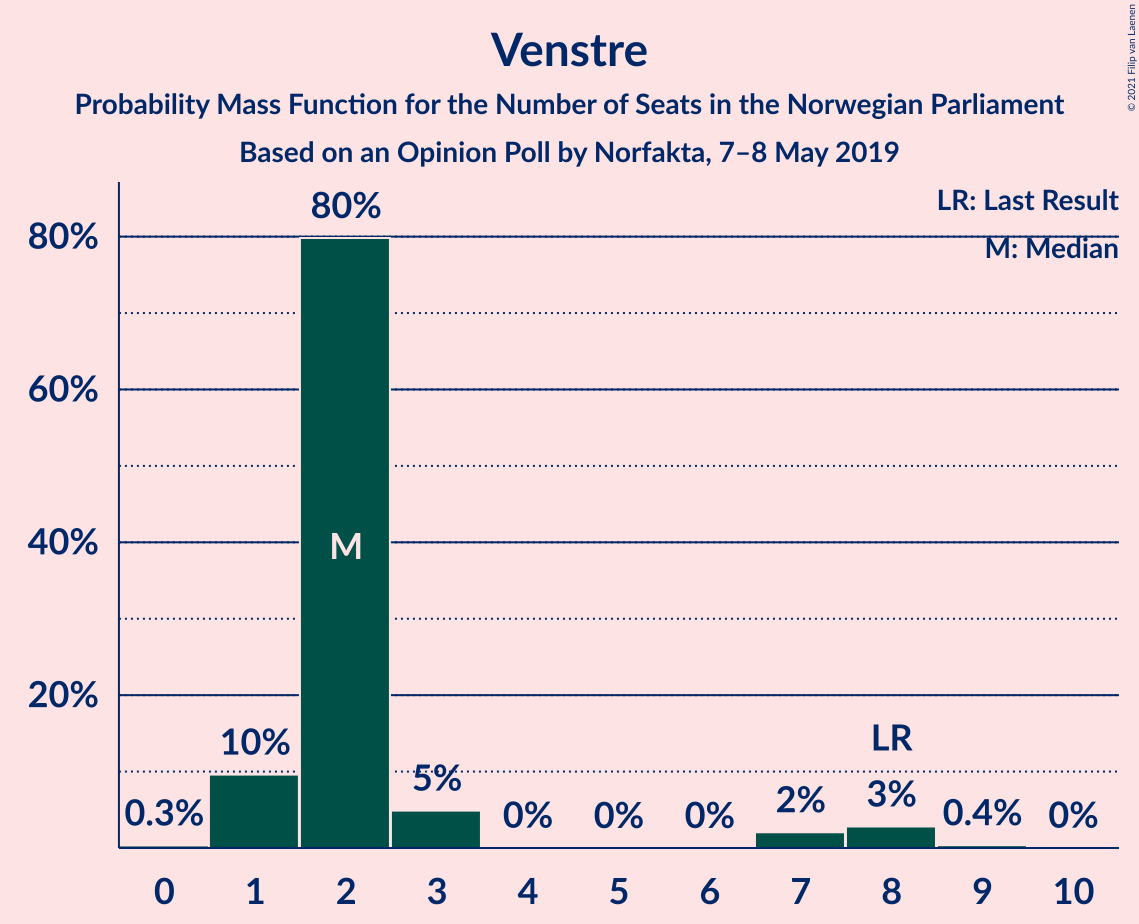 Venstre
Probability Mass Function for the Number of Seats in the Norwegian Parliament
Based on an Opinion Poll by Norfakta, 7–8 May 2019
© 2021 Filip van Laenen
LR: Last Result
M: Median
80%
60%
40%
20%
0.3%
10%
80%
M
5%
0%
0%
0%
2%
LR
3%
0.4%
0%
0 1 2 3 4 5 6 7 8 9 10